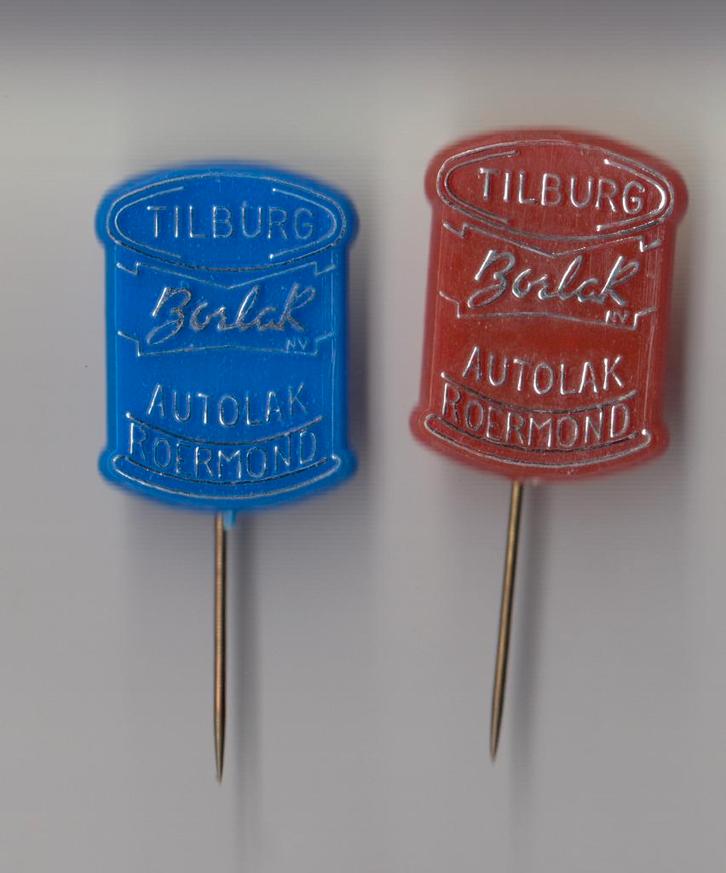 TILBURG
Borlak
NV
AUTOLAK
ROERMOND
TILBURG
Borlak
NV
AUTOLAK
ROERMOND